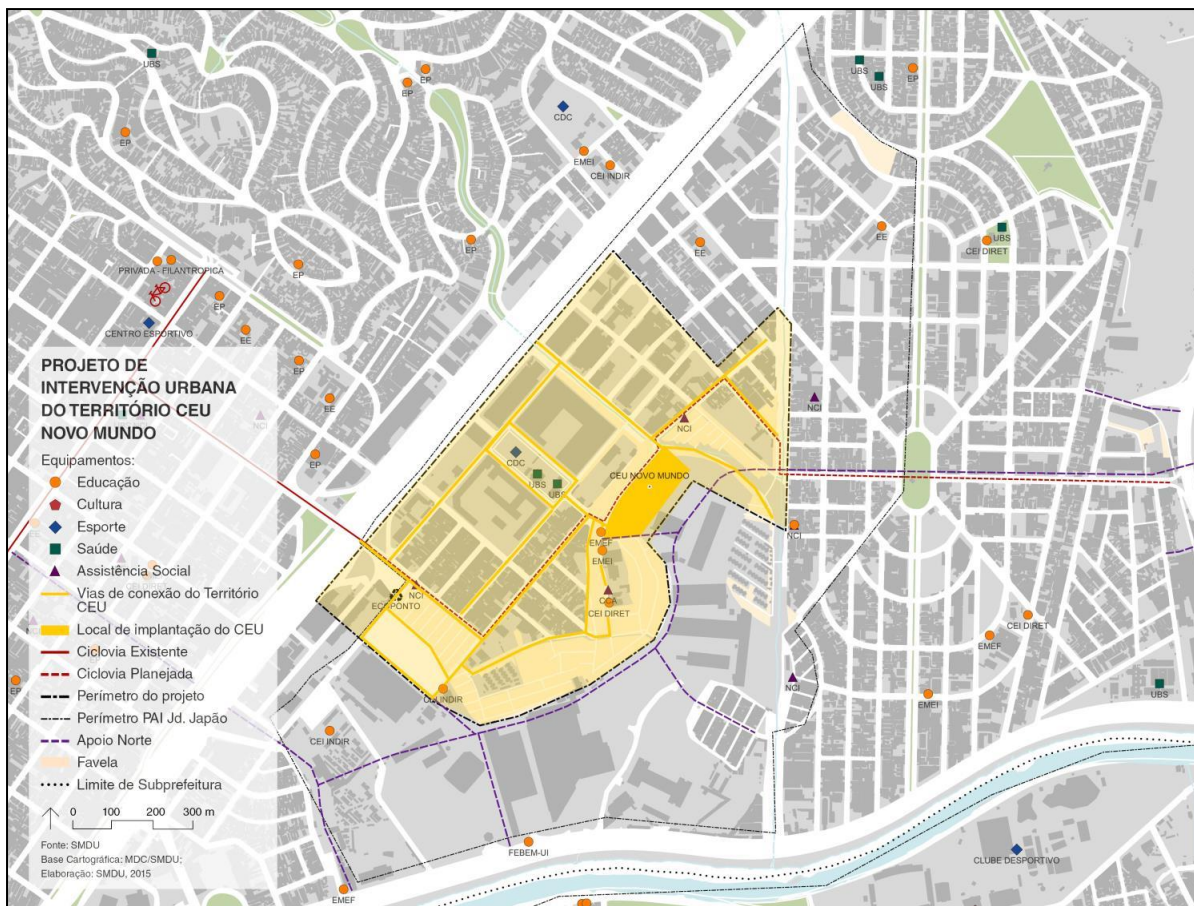 UBS
EP
EP
EP
CDC
EMEI
CEI INDIR
UBS
UBS
EP
EE
UBS
CEI DIRET
EP
EE
PRIVADA - FILANTROPICA
EP
EP
CENTRO ESPORTIVO
EE
EP
EE
EP
NCI
NCI
CDC
UBS
UBS
CEU NOVO MUNDO
EMEF
EMEI
NCI
NCI
ECOPONTO
CCA
CEI DIRET
CEI INDIR
CEI DIRET
EMEF
NCI
EMEI
UBS
EP
CEI INDIR
FEBEM-UI
CLUBE DESPORTIVO
EMEF
PROJETO DE
INTERVENÇÃO URBANA
DO TERRITÓRIO CEU
NOVO MUNDO
Equipamentos:
Educação
Cultura
Esporte
Saúde
Assistência Social
Vias de conexão do Território
CEU
Local de implantação do CEU
Ciclovia Existente
Ciclovia Planejada
Perímetro do projeto
Perímetro PAI Jd. Japão
Apoio Norte
Favela
Limite de Subprefeitura
0 100 200 300 m
Fonte: SMDU
Base Cartográfica: MDC/SMDU;
Elaboração: SMDU, 2015